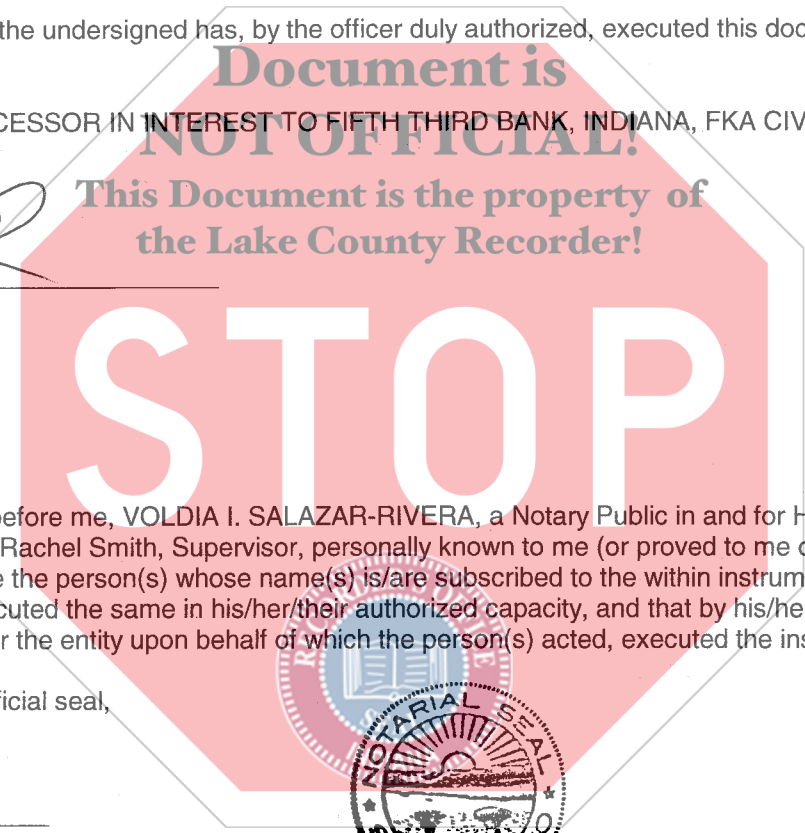 the undersigned has, by the officer duly authorized, executed this doc
Document is
CESSOR IN INTEREST TO FIFTH THIRD BANK, INDIANA, FKA CIV
NOT OFFICIAL!
This Document is the property of
the Lake County Recorder!
STOP
before me, VOLDIA I. SALAZAR-RIVERA, a Notary Public in and for H
Rachel Smith, Supervisor, personally known to me (or proved to me
e the person(s) whose name(s) is/are subscribed to the within instrum
cuted the same in his/her/their authorized capacity, and that by his/he
r the entity upon behalf of which the person(s) acted, executed the ins
ficial seal,
NOTARIAL SEAL